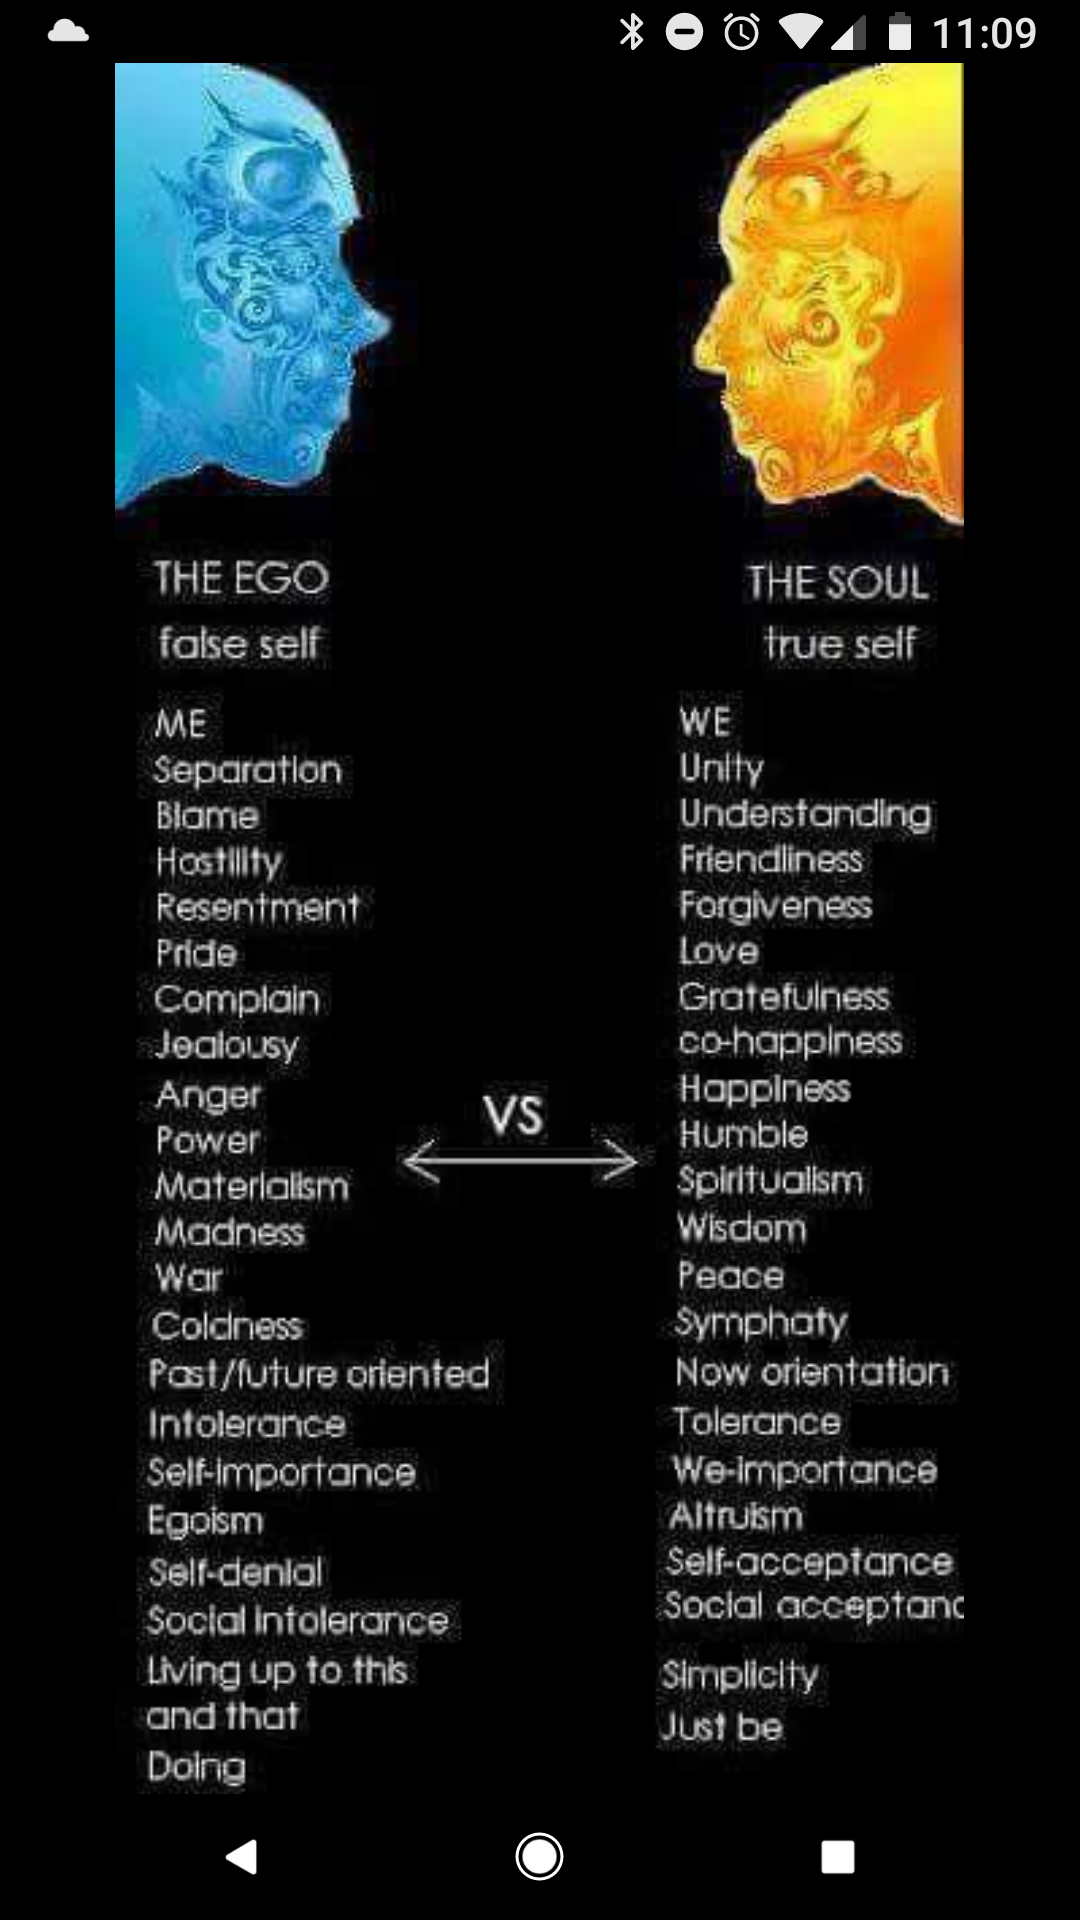 11:09
THE EGO
false self
ME
Separation
Blame
Hostility
Resentment
Pride
Complain
Jealousy
Anger
Power
Materialism
Madness
War
Coldness
Past/future oriented
Intolerance
Self-importance
Egoism
Self-denial
Social intolerance
Living up to this
and that
Doing
VS
THE SOUL
true self
WE
Unity
Understanding
Friendliness
Forgiveness
Love
Gratefulness
co-happiness
Happiness
Humble
Spiritualism
Wisdom
Peace
Symphaty
Now orientation
Tolerance
We-importance
Altruism
Self-acceptance
Social acceptanc
Simplicity
Just be